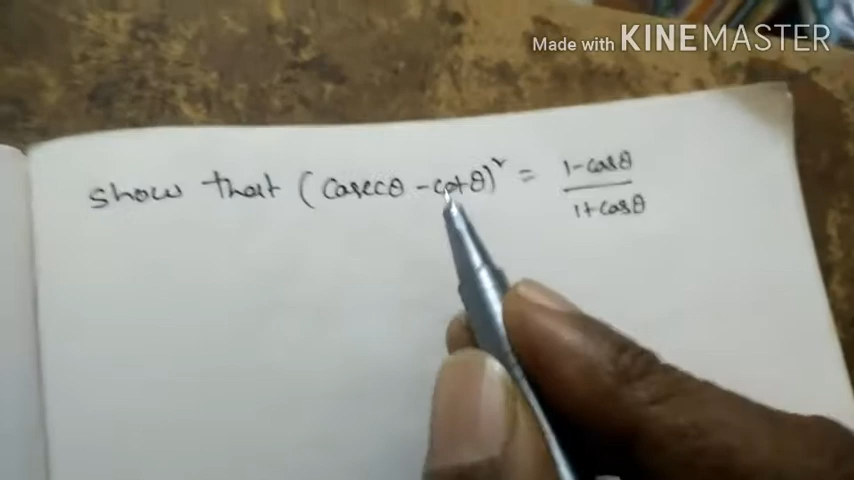 Made with KINEMASTER
show that (cosecθ - cotθ)² = 1-cosθ / 1+cosθ